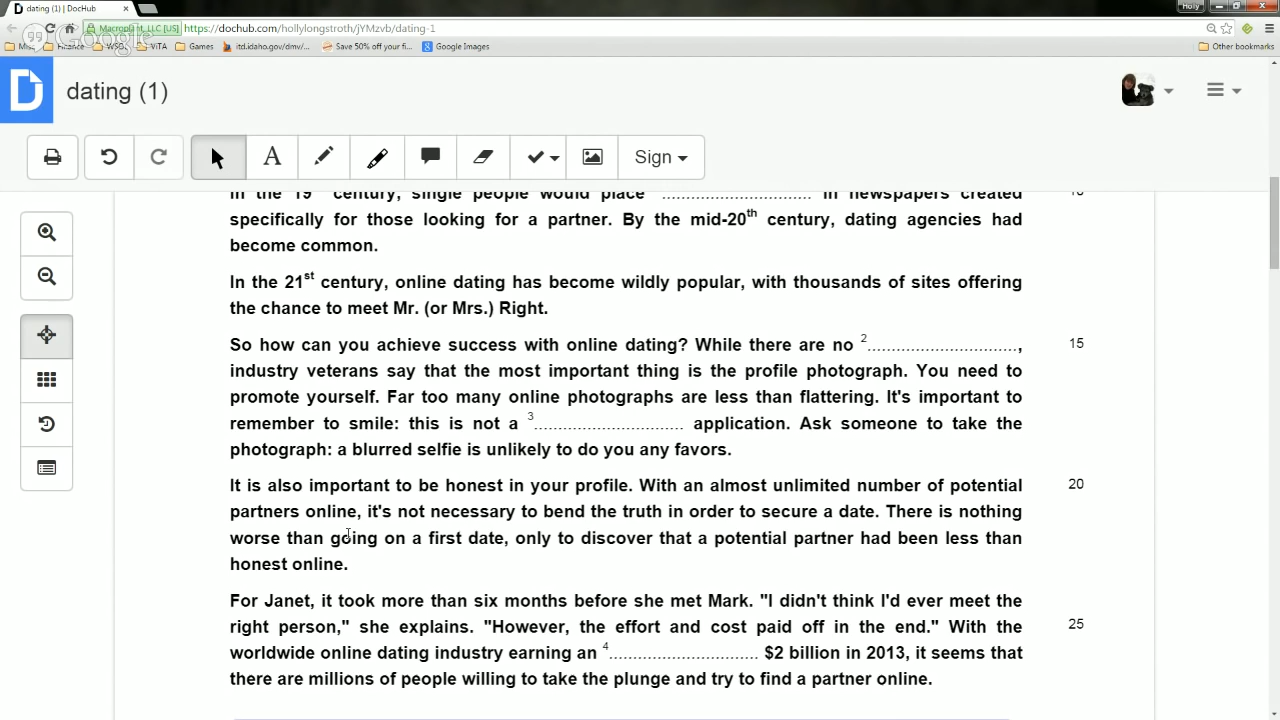 dating (1) | DocHub
Holly
Macroplant, LLC [US] https://dochub.com/hollylongstroth/jYMzvb/dating-1
Google
Games itd.idaho.gov/dmv/... Save 50% off your fi... Google Images Other bookmarks
dating (1)
A Sign
In the 19 century, single people would place .............................. in newspapers created
specifically for those looking for a partner. By the mid-20th century, dating agencies had
become common.
In the 21st century, online dating has become wildly popular, with thousands of sites offering
the chance to meet Mr. (or Mrs.) Right.
So how can you achieve success with online dating? While there are no 2..............................., 15
industry veterans say that the most important thing is the profile photograph. You need to
promote yourself. Far too many online photographs are less than flattering. It's important to
remember to smile: this is not a 3............................... application. Ask someone to take the
photograph: a blurred selfie is unlikely to do you any favors.
It is also important to be honest in your profile. With an almost unlimited number of potential 20
partners online, it's not necessary to bend the truth in order to secure a date. There is nothing
worse than going on a first date, only to discover that a potential partner had been less than
honest online.
For Janet, it took more than six months before she met Mark. "I didn't think I'd ever meet the
right person," she explains. "However, the effort and cost paid off in the end." With the 25
worldwide online dating industry earning an 4............................... $2 billion in 2013, it seems that
there are millions of people willing to take the plunge and try to find a partner online.